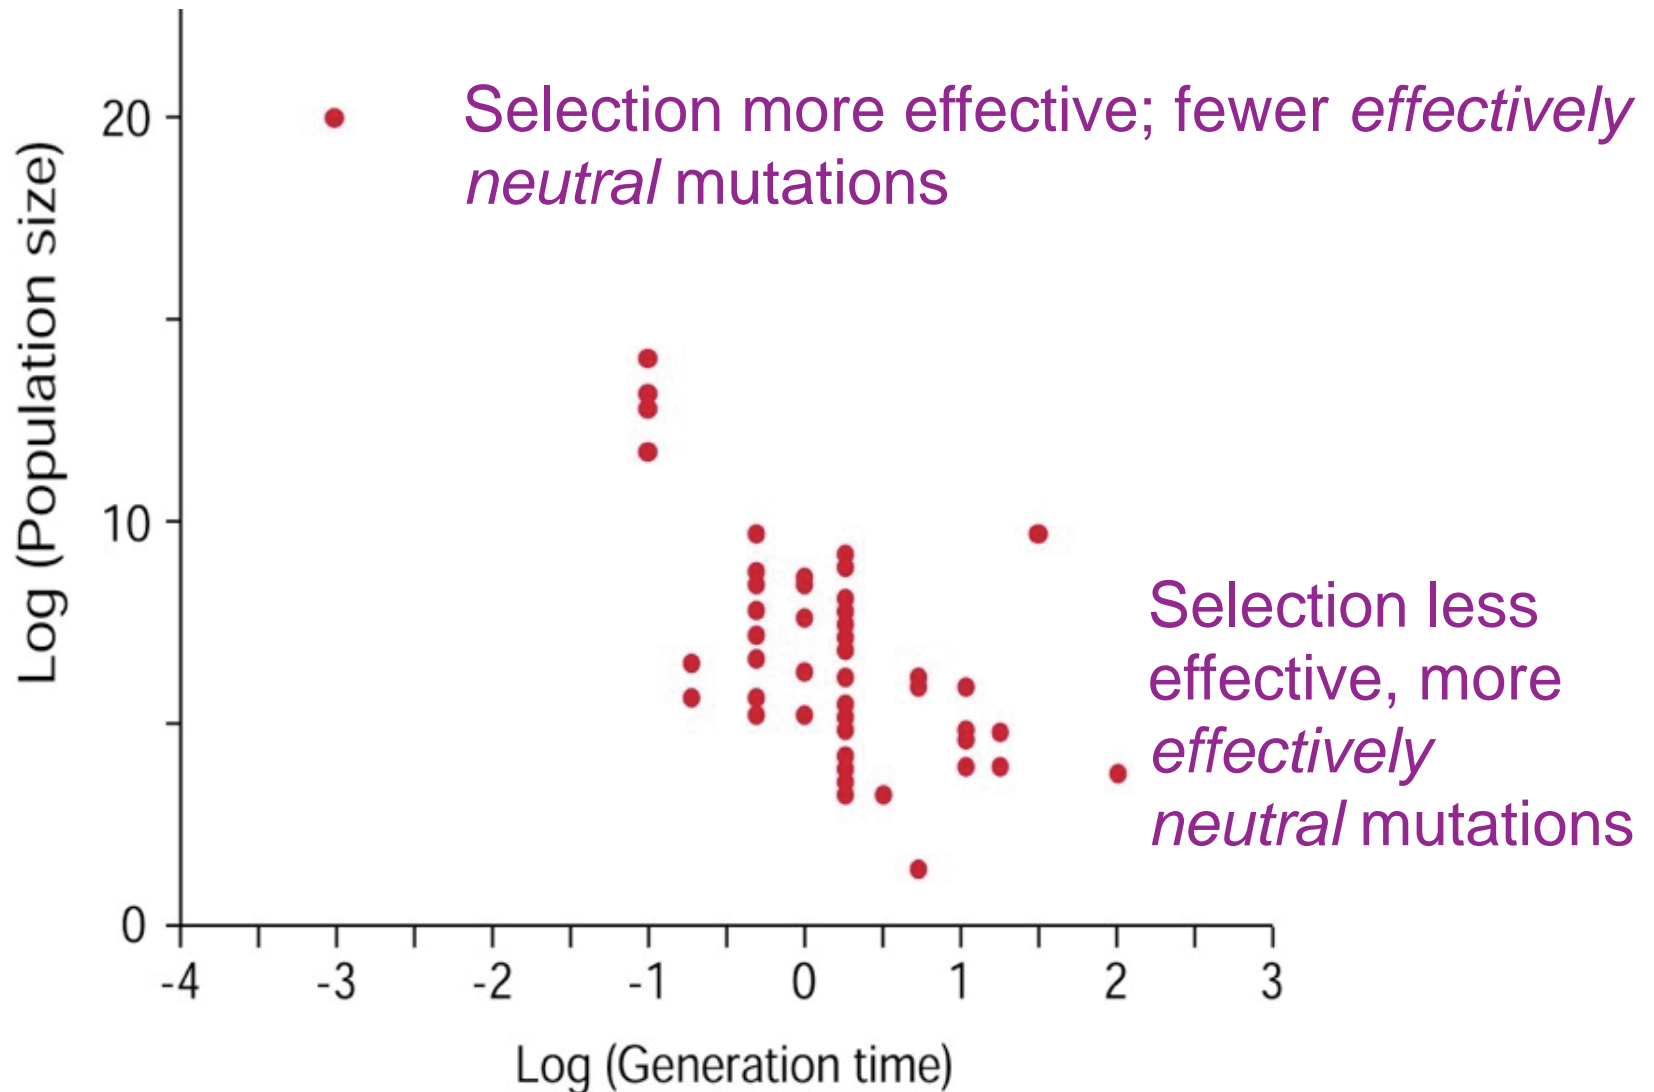 20
Selection more effective; fewer effectively
neutral mutations
Log (Population size)
10
Selection less
effective, more
effectively
neutral mutations
0
-4 -3 -2 -1 0 1 2 3
Log (Generation time)